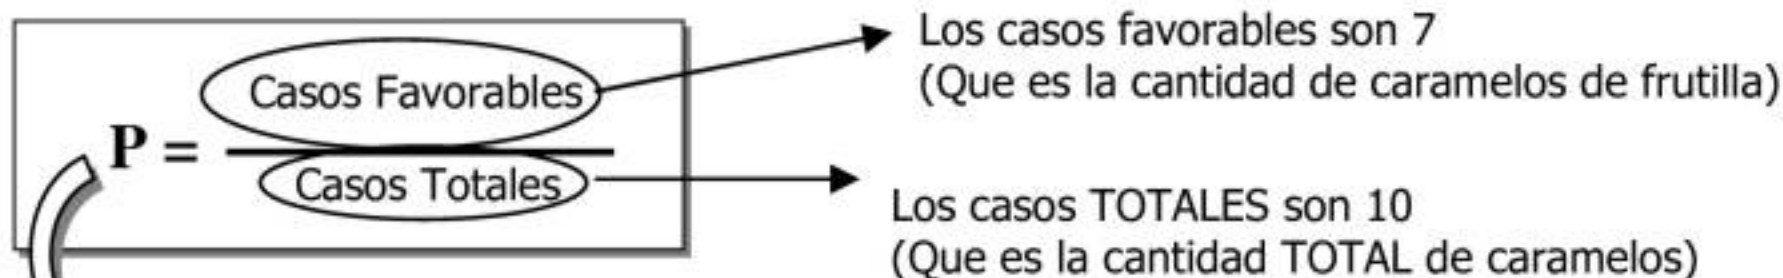 Casos Favorables
P =
Casos Totales
Los casos favorables son 7
(Que es la cantidad de caramelos de frutilla)
Los casos TOTALES son 10
(Que es la cantidad TOTAL de caramelos)